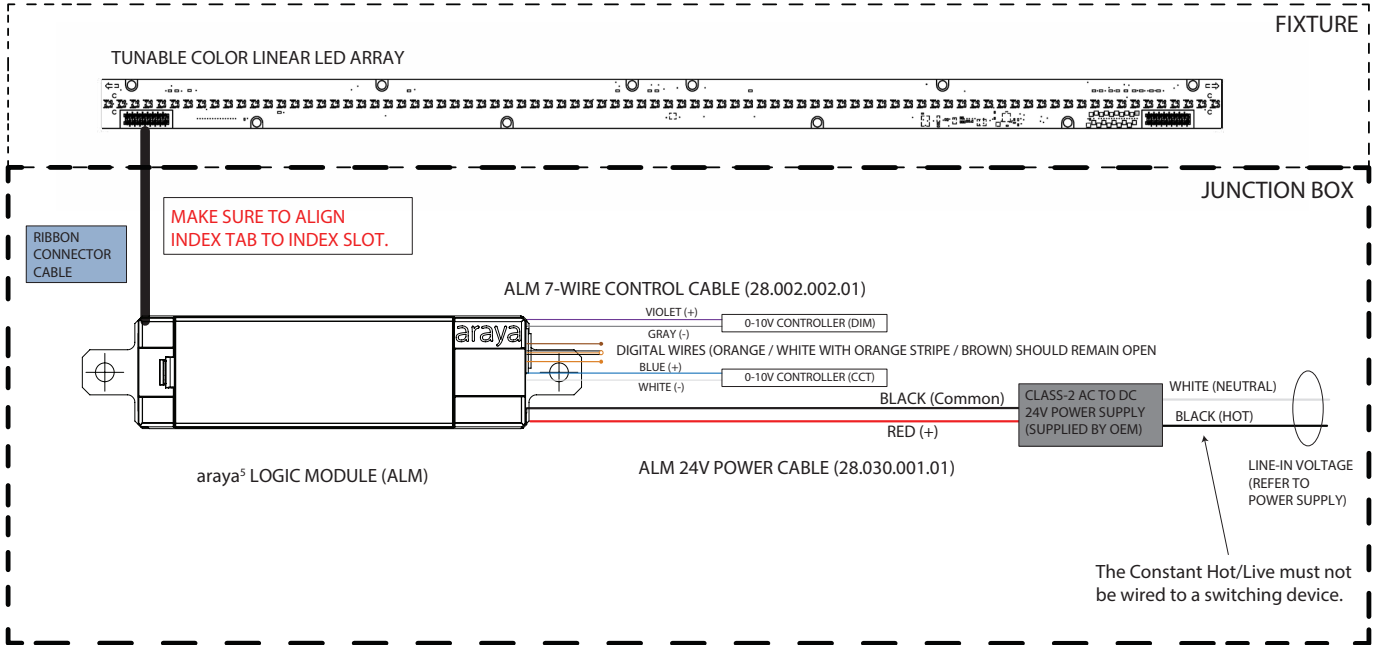 FIXTURE
TUNABLE COLOR LINEAR LED ARRAY
JUNCTION BOX
MAKE SURE TO ALIGN
INDEX TAB TO INDEX SLOT.
RIBBON
CONNECTOR
CABLE
ALM 7-WIRE CONTROL CABLE (28.002.002.01)
VIOLET (+)
0-10V CONTROLLER (DIM)
GRAY (-)
araya
DIGITAL WIRES (ORANGE / WHITE WITH ORANGE STRIPE / BROWN) SHOULD REMAIN OPEN
BLUE (+)
0-10V CONTROLLER (CCT)
WHITE (-)
BLACK (Common)
RED (+)
CLASS-2 AC TO DC
24V POWER SUPPLY
(SUPPLIED BY OEM)
WHITE (NEUTRAL)
BLACK (HOT)
araya⁵ LOGIC MODULE (ALM)
ALM 24V POWER CABLE (28.030.001.01)
LINE-IN VOLTAGE
(REFER TO
POWER SUPPLY)
The Constant Hot/Live must not
be wired to a switching device.